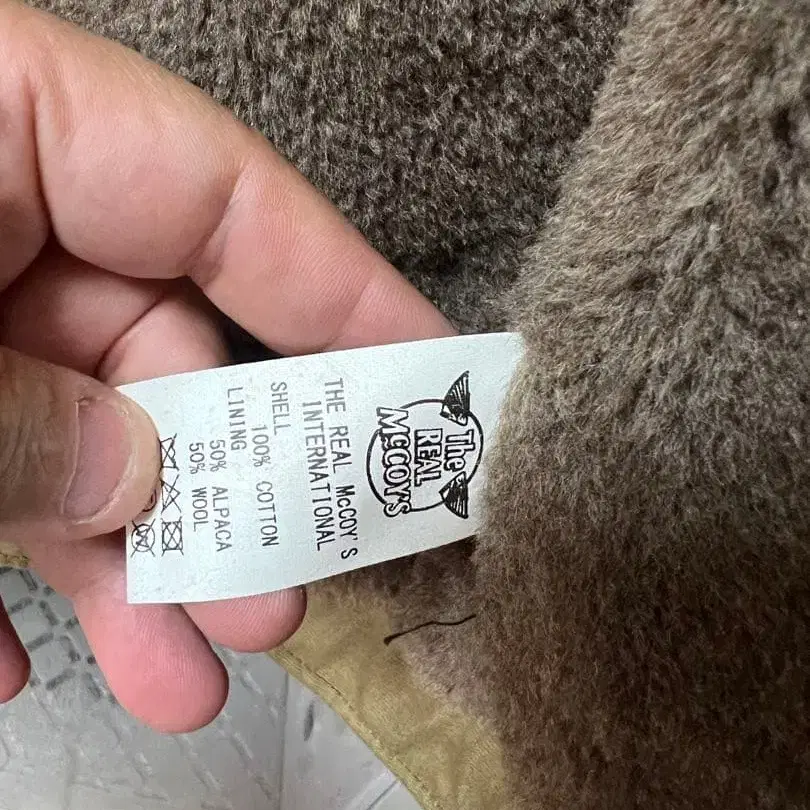 The
REAL
McCOY'S
THE REAL McCOY'S
INTERNATIONAL
SHELL
100% COTTON
LINING
50% ALPACA
50% WOOL